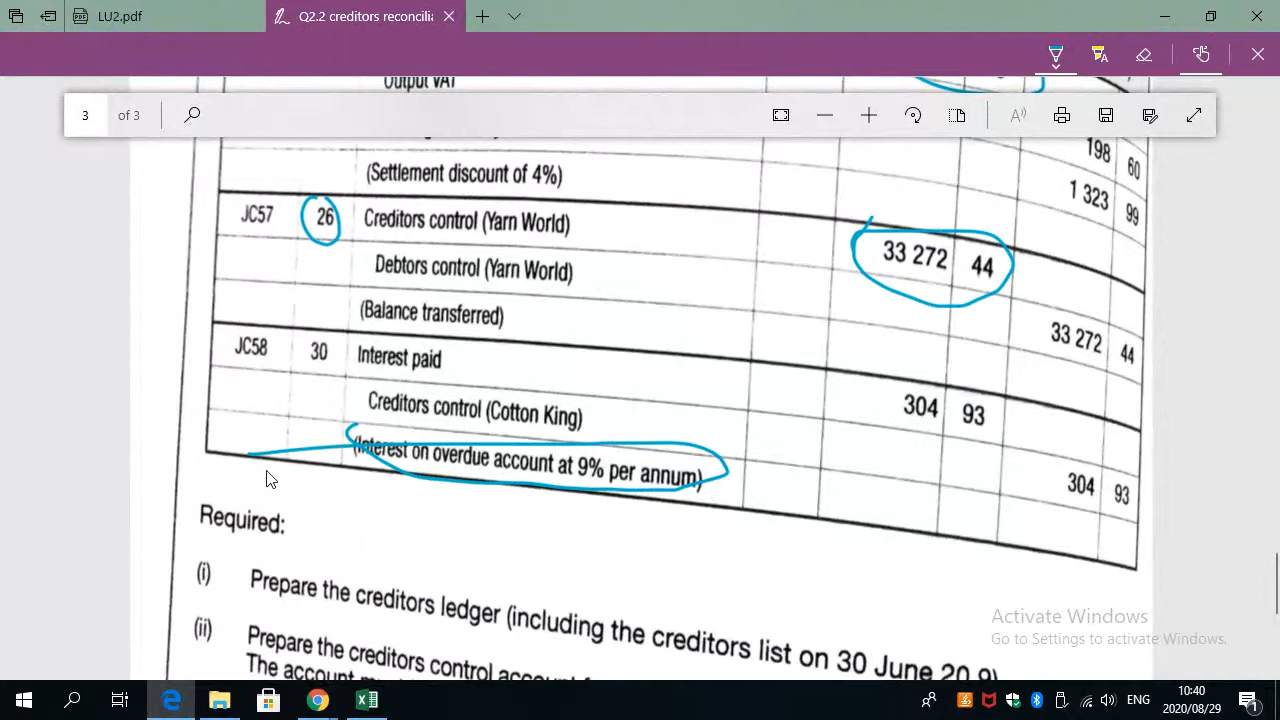 LU2.pdf
Q2.2 creditors reconcilia
3 of 3
Output VAT
198 60
(Settlement discount of 4%)
1 323 99
JC57 26 Creditors control (Yarn World) 33 272 44
Debtors control (Yarn World) 33 272 44
(Balance transferred)
JC58 30 Interest paid 304 93
Creditors control (Cotton King) 304 93
(Interest on overdue account at 9% per annum)
Required:
(i) Prepare the creditors ledger (including the creditors list on 30 June 20.9)
(ii) Prepare the creditors control account
The account
Activate Windows
Go to Settings to activate Windows.
ENG
10:40
2020/08/29
1